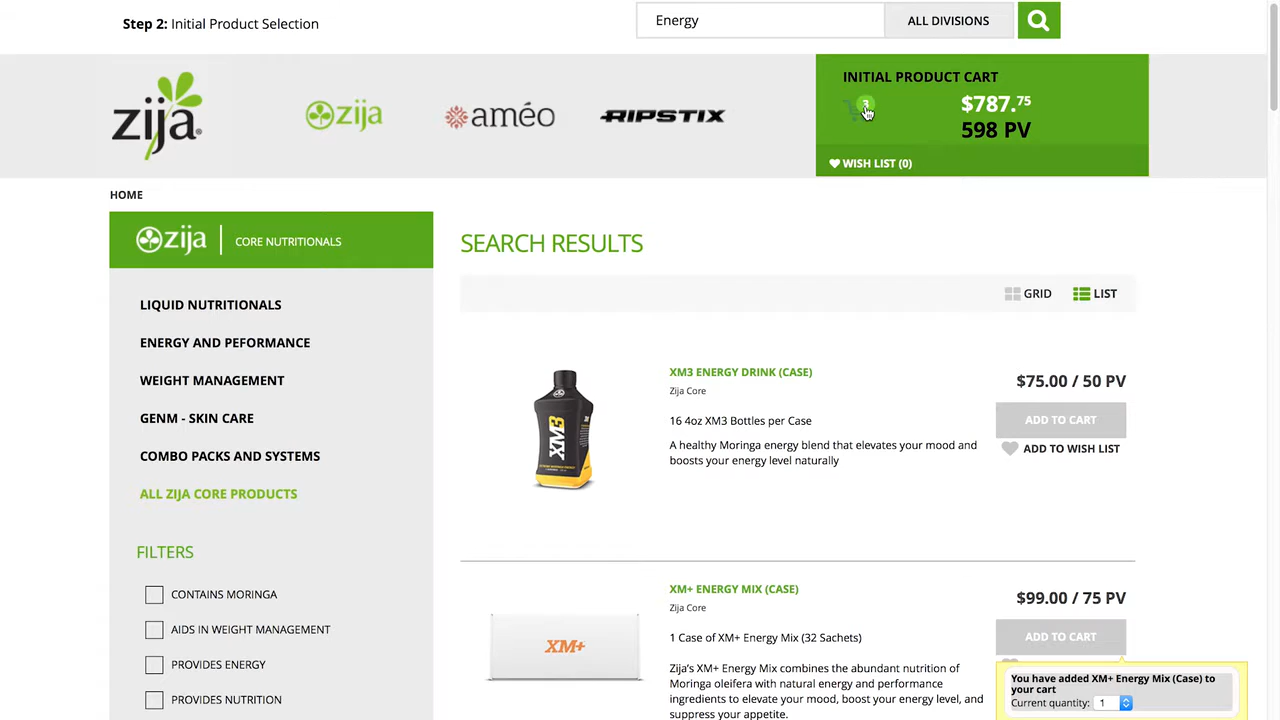 Step 2: Initial Product Selection
Energy
ALL DIVISIONS
zija®
zija
améo
RIPSTIX
INITIAL PRODUCT CART
3
$787.75
598 PV
WISH LIST (0)
HOME
zija | CORE NUTRITIONALS
LIQUID NUTRITIONALS
ENERGY AND PEFORMANCE
WEIGHT MANAGEMENT
GENM - SKIN CARE
COMBO PACKS AND SYSTEMS
ALL ZIJA CORE PRODUCTS
FILTERS
CONTAINS MORINGA
AIDS IN WEIGHT MANAGEMENT
PROVIDES ENERGY
PROVIDES NUTRITION
SEARCH RESULTS
GRID
LIST
XM3
XM3 ENERGY DRINK (CASE)
Zija Core
16 4oz XM3 Bottles per Case
A healthy Moringa energy blend that elevates your mood and
boosts your energy level naturally
$75.00 / 50 PV
ADD TO CART
ADD TO WISH LIST
XM+
XM+ ENERGY MIX (CASE)
Zija Core
1 Case of XM+ Energy Mix (32 Sachets)
Zija's XM+ Energy Mix combines the abundant nutrition of
Moringa oleifera with natural energy and performance
ingredients to elevate your mood, boost your energy level, and
suppress your appetite.
$99.00 / 75 PV
ADD TO CART
You have added XM+ Energy Mix (Case) to
your cart
Current quantity: 1